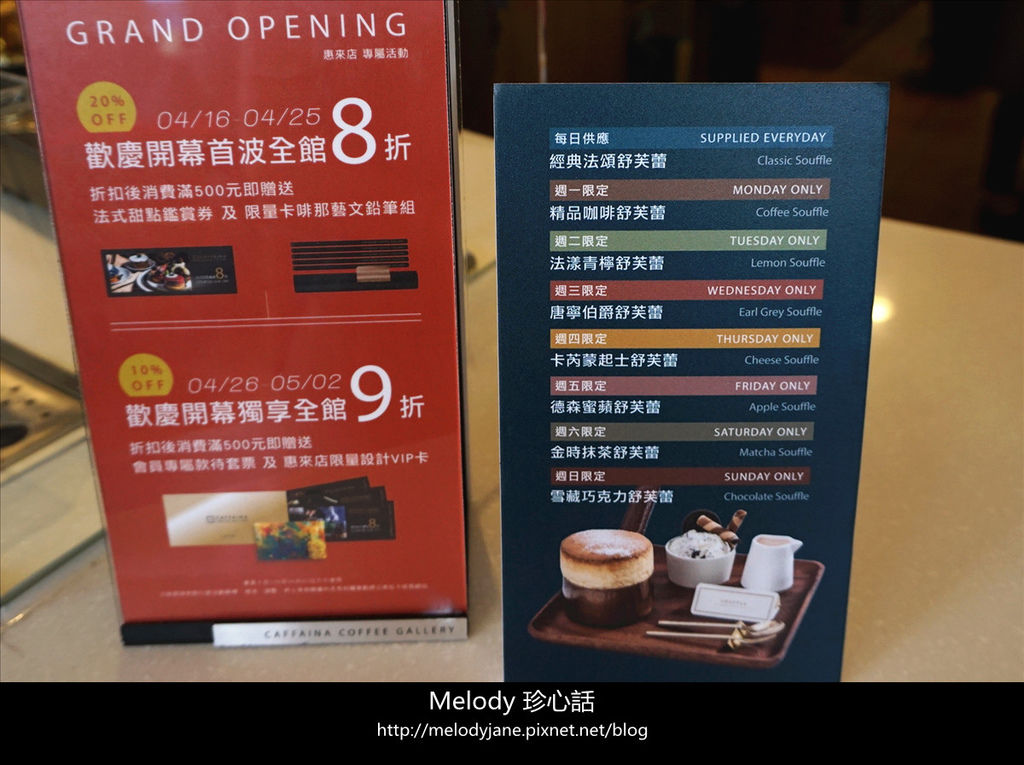 GRAND OPENING
惠來店 專屬活動
20%
OFF
04/16-04/25
歡慶開幕首波全館8折
折扣後消費滿500元即贈送
法式甜點鑑賞券 及 限量卡啡那藝文鉛筆組
10%
OFF
04/26-05/02
歡慶開幕獨享全館9折
折扣後消費滿500元即贈送
會員專屬款待套票 及 惠來店限量設計VIP卡
CAFFAINA COFFEE GALLERY
每日供應 SUPPLIED EVERYDAY
經典法頌舒芙蕾 Classic Souffle
週一限定 MONDAY ONLY
精品咖啡舒芙蕾 Coffee Souffle
週二限定 TUESDAY ONLY
法漾青檸舒芙蕾 Lemon Souffle
週三限定 WEDNESDAY ONLY
唐寧伯爵舒芙蕾 Earl Grey Souffle
週四限定 THURSDAY ONLY
卡芮蒙起士舒芙蕾 Cheese Souffle
週五限定 FRIDAY ONLY
德森蜜蘋舒芙蕾 Apple Souffle
週六限定 SATURDAY ONLY
金時抹茶舒芙蕾 Matcha Souffle
週日限定 SUNDAY ONLY
雪藏巧克力舒芙蕾 Chocolate Souffle
Melody 珍心話
http://melodyjane.pixnet.net/blog